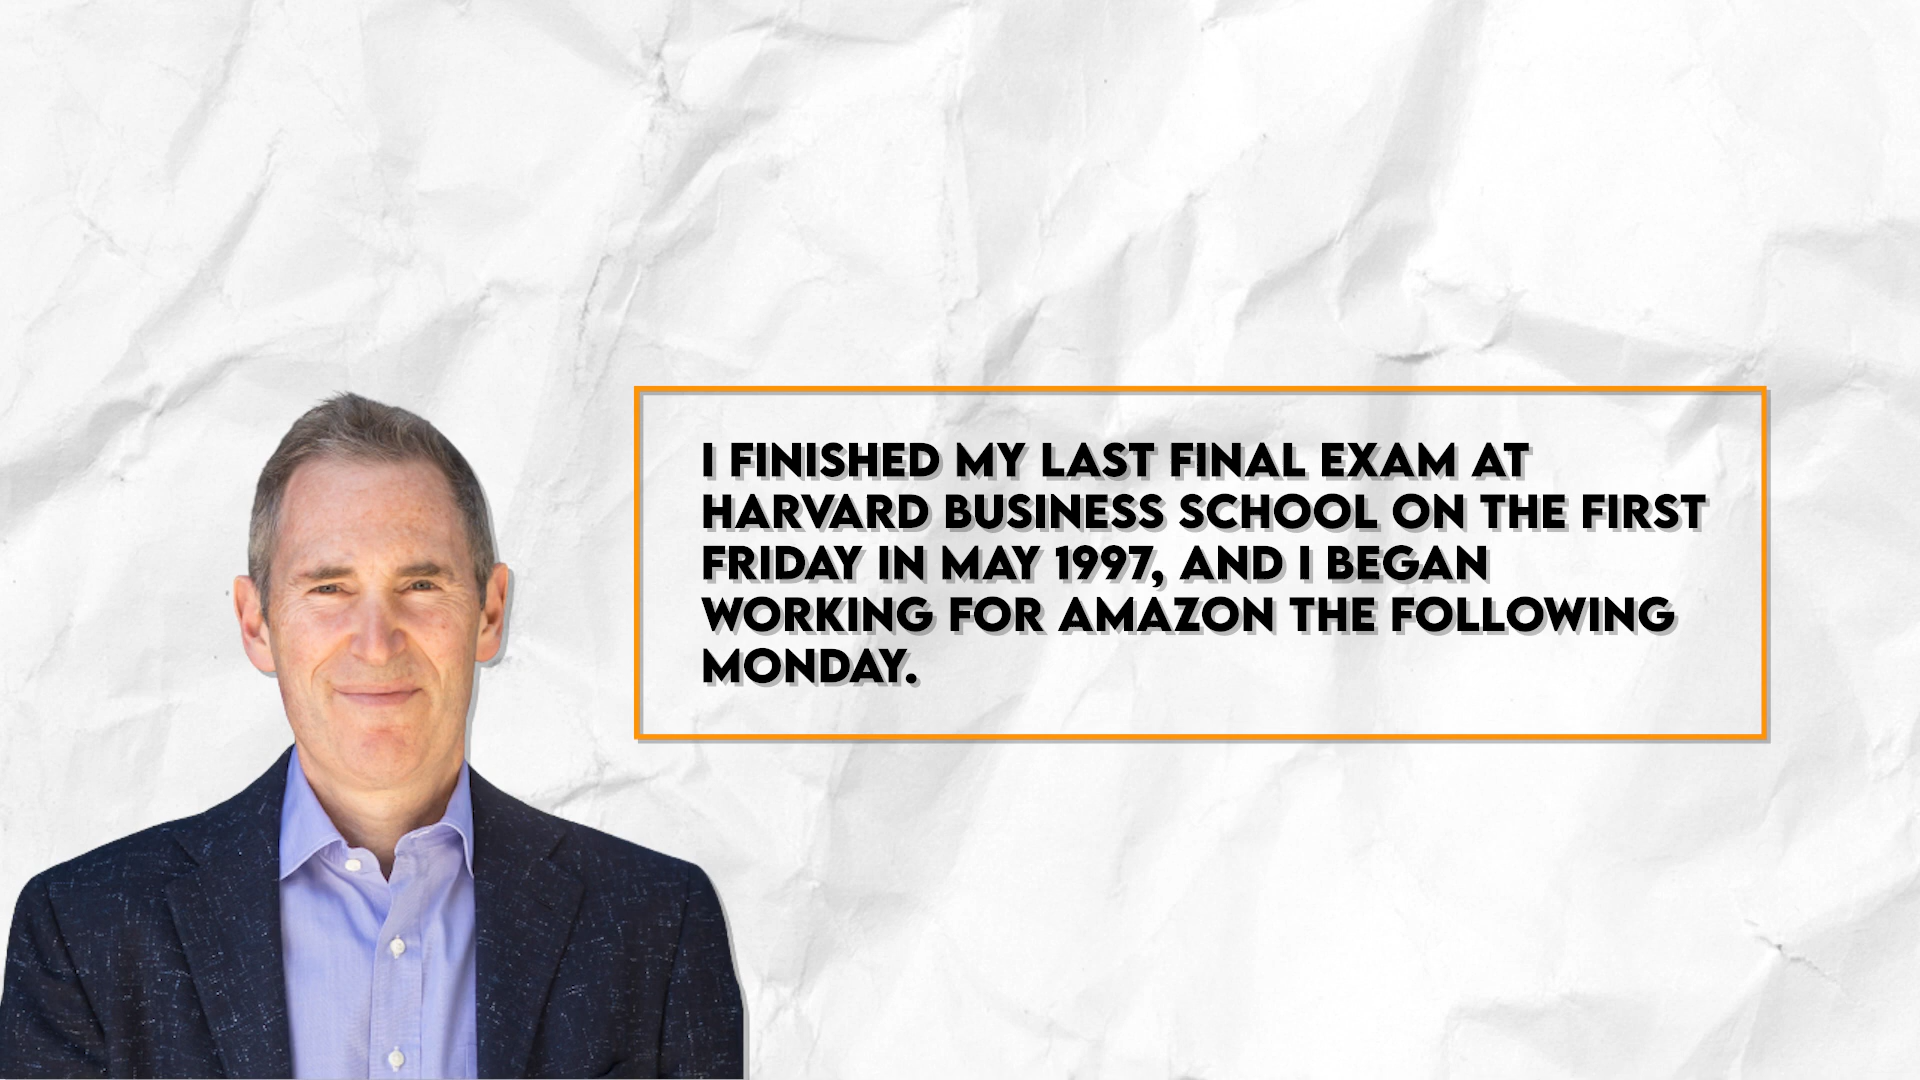 I FINISHED MY LAST FINAL EXAM AT
HARVARD BUSINESS SCHOOL ON THE FIRST
FRIDAY IN MAY 1997, AND I BEGAN
WORKING FOR AMAZON THE FOLLOWING
MONDAY.